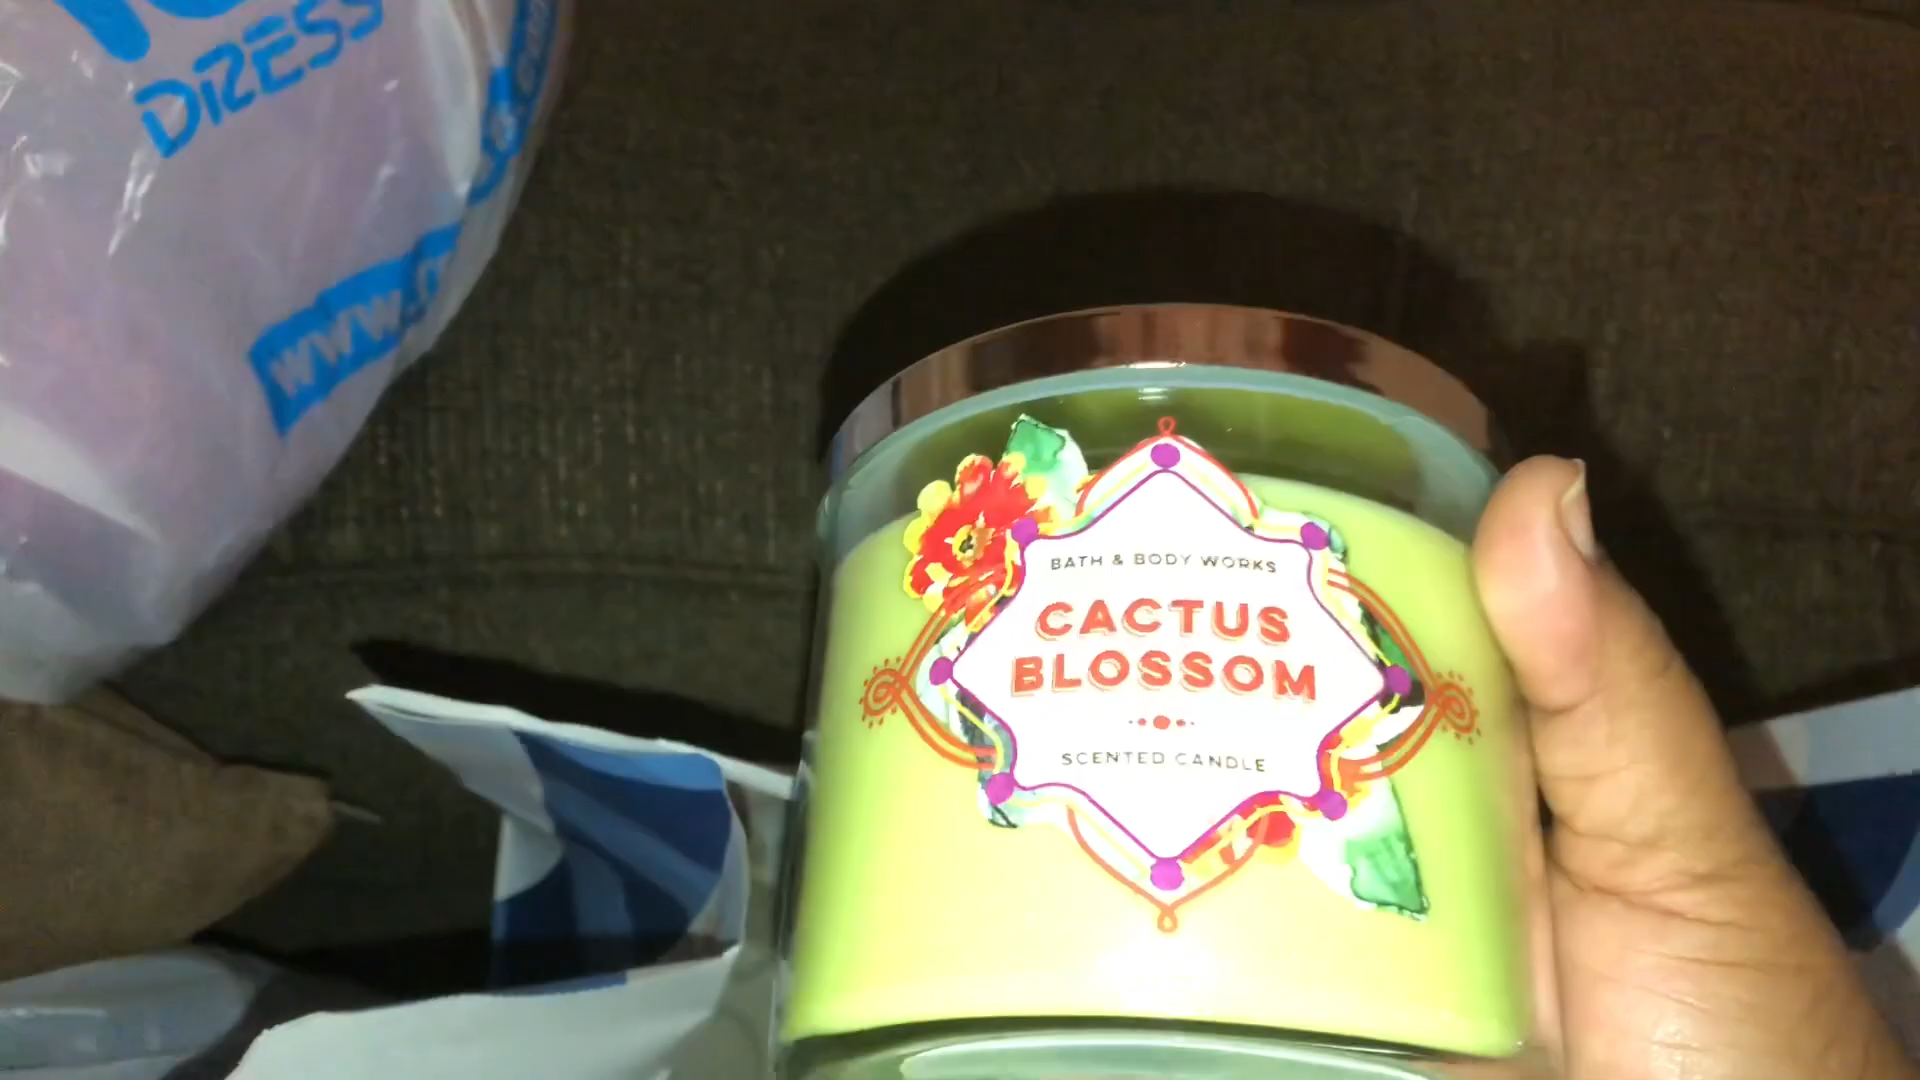 DRESS
www.
BATH & BODY WORKS
CACTUS
BLOSSOM
SCENTED CANDLE